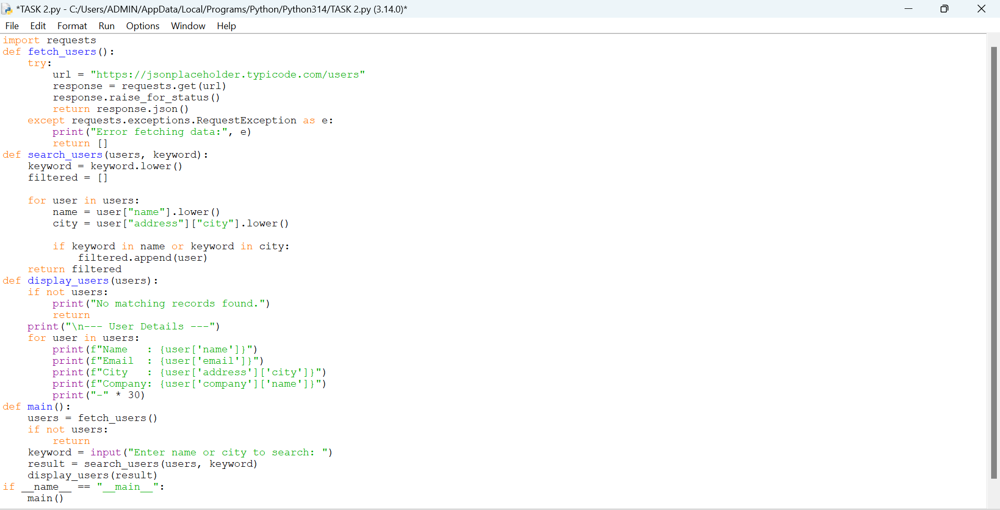 *TASK 2.py - C:/Users/ADMIN/AppData/Local/Programs/Python/Python314/TASK 2.py (3.14.0)*
File Edit Format Run Options Window Help
import requests
def fetch_users():
    try:
        url = "https://jsonplaceholder.typicode.com/users"
        response = requests.get(url)
        response.raise_for_status()
        return response.json()
    except requests.exceptions.RequestException as e:
        print("Error fetching data:", e)
        return []
def search_users(users, keyword):
    keyword = keyword.lower()
    filtered = []

    for user in users:
        name = user["name"].lower()
        city = user["address"]["city"].lower()

        if keyword in name or keyword in city:
            filtered.append(user)
    return filtered
def display_users(users):
    if not users:
        print("No matching records found.")
        return
    print("\n--- User Details ---")
    for user in users:
        print(f"Name   : {user['name']}")
        print(f"Email  : {user['email']}")
        print(f"City   : {user['address']['city']}")
        print(f"Company: {user['company']['name']}")
        print("-" * 30)
def main():
    users = fetch_users()
    if not users:
        return
    keyword = input("Enter name or city to search: ")
    result = search_users(users, keyword)
    display_users(result)
if __name__ == "__main__":
    main()